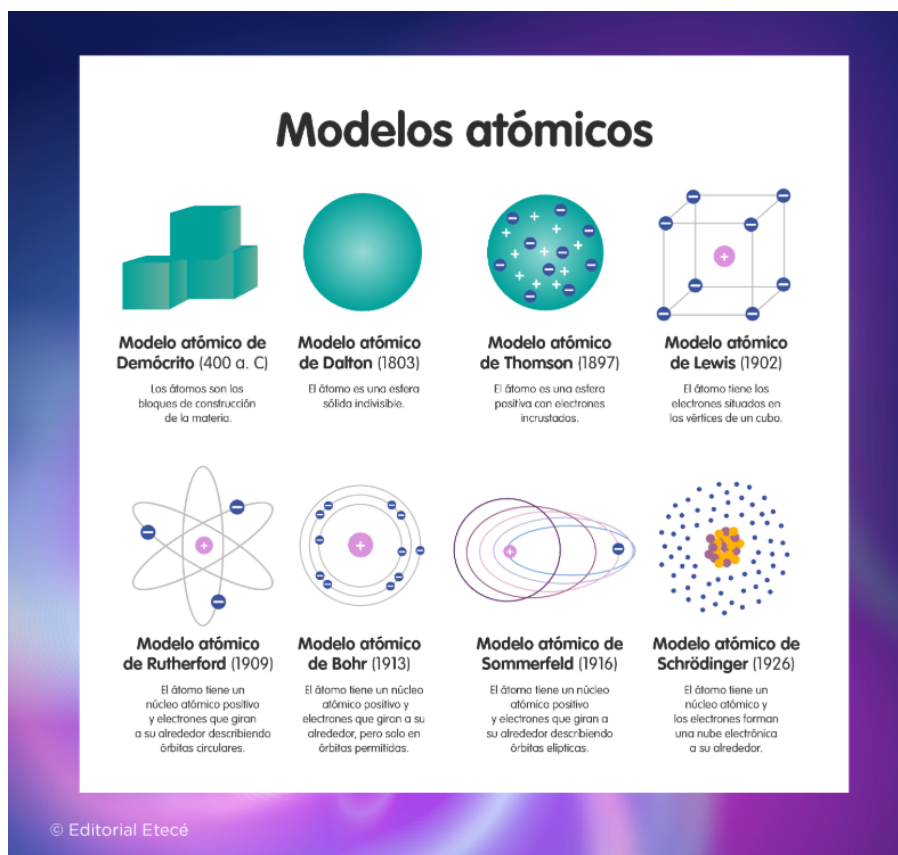 Modelos atómicos
Modelo atómico de
Demócrito (400 a. C)
Los átomos son los
bloques de construcción
de la materia.
Modelo atómico
de Dalton (1803)
El átomo es una esfera
sólida indivisible.
Modelo atómico
de Thomson (1897)
El átomo es una esfera
positiva con electrones
incrustados.
Modelo atómico
de Lewis (1902)
El átomo tiene los
electrones situados en
los vértices de un cubo.
Modelo atómico
de Rutherford (1909)
El átomo tiene un
núcleo atómico positivo
y electrones que giran
a su alrededor describiendo
órbitas circulares.
Modelo atómico
de Bohr (1913)
El átomo tiene un núcleo
atómico positivo y
electrones que giran a su
alrededor, pero solo en
órbitas permitidas.
Modelo atómico de
Sommerfeld (1916)
El átomo tiene un núcleo
atómico positivo
y electrones que giran a
su alrededor describiendo
órbitas elípticas.
Modelo atómico de
Schrödinger (1926)
El átomo tiene un
núcleo atómico y
los electrones forman
una nube electrónica
a su alrededor.
© Editorial Etecé